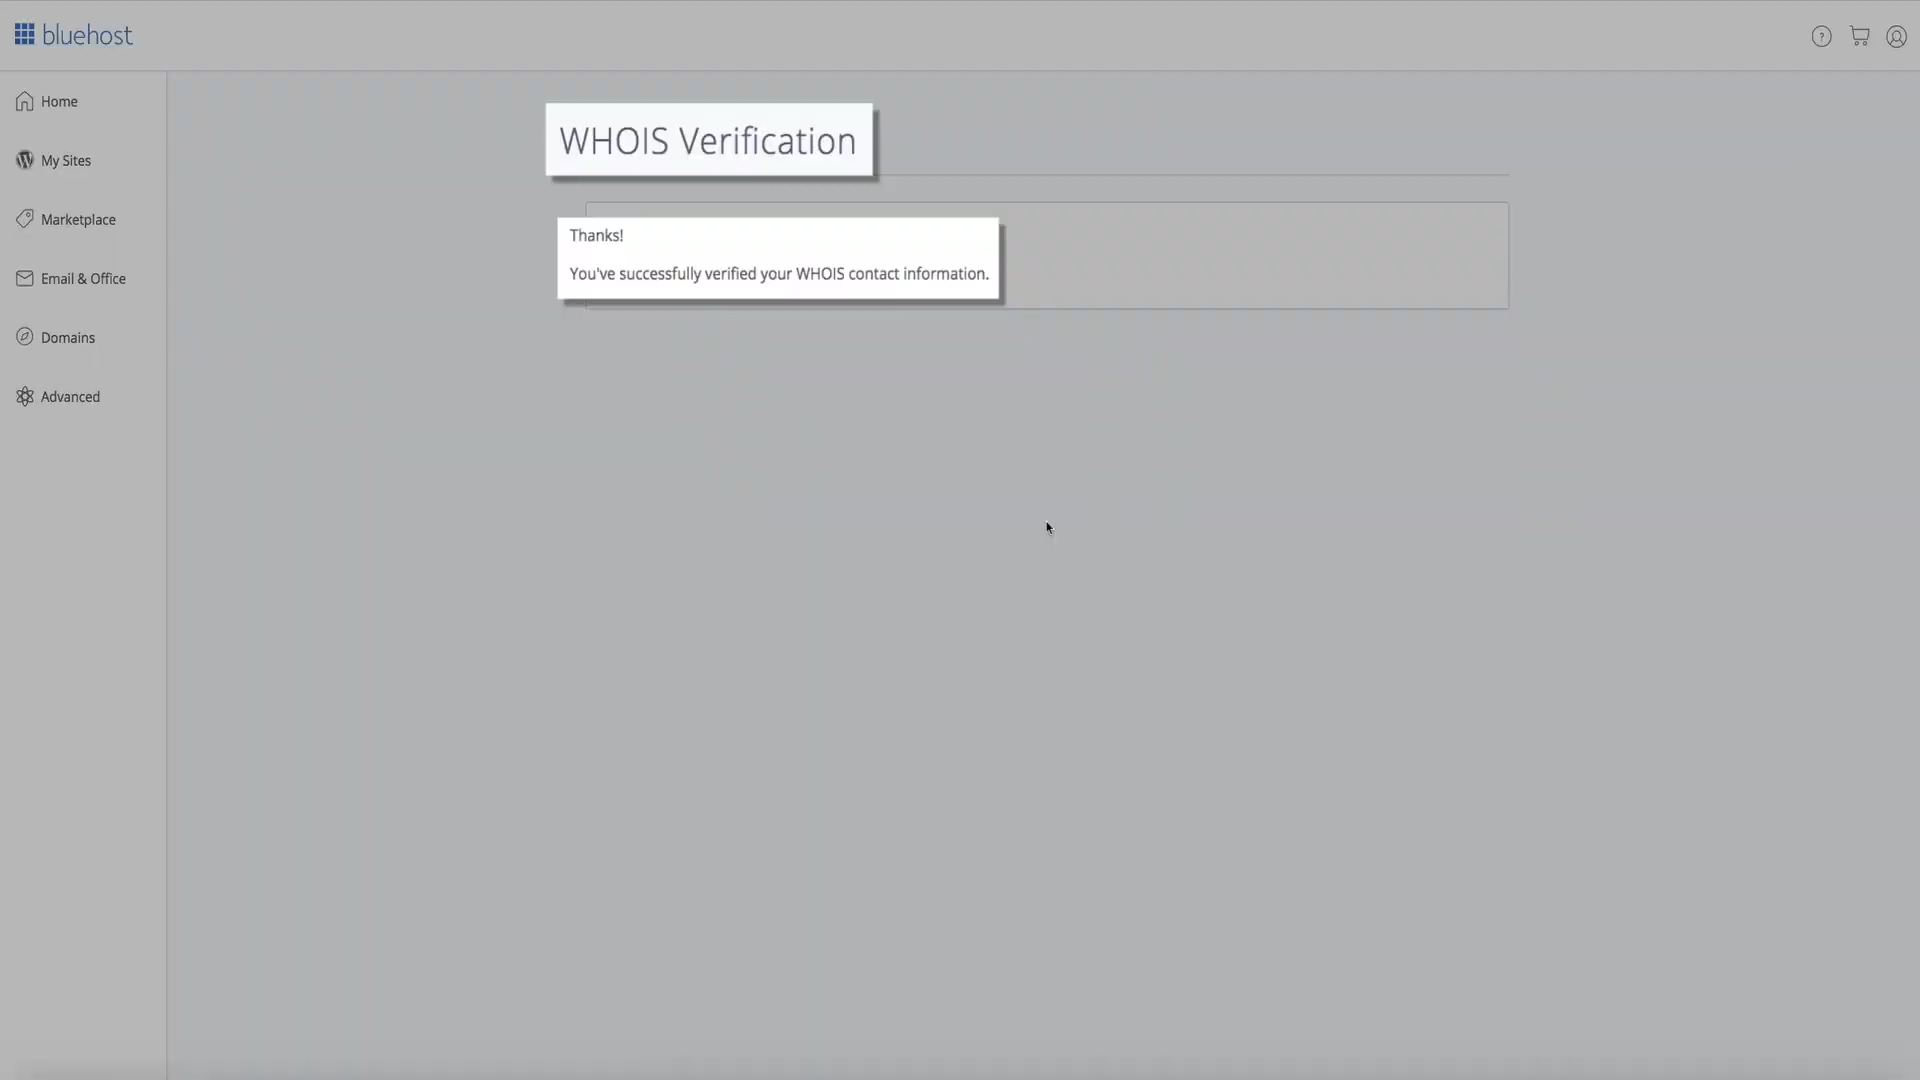 bluehost
?
Home
My Sites
Marketplace
Email & Office
Domains
Advanced
WHOIS Verification
Thanks!
You've successfully verified your WHOIS contact information.